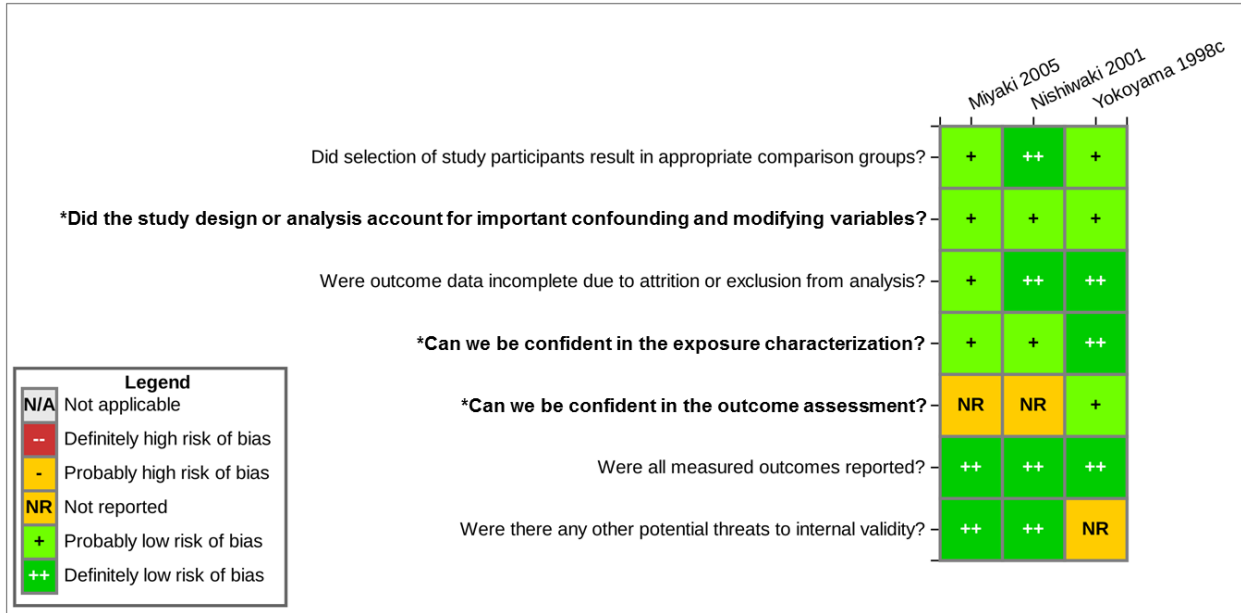 Miyaki 2005
Nishiwaki 2001
Yokoyama 1998c
Did selection of study participants result in appropriate comparison groups? + ++ +
*Did the study design or analysis account for important confounding and modifying variables? + + +
Were outcome data incomplete due to attrition or exclusion from analysis? + ++ ++
*Can we be confident in the exposure characterization? + + ++
*Can we be confident in the outcome assessment? NR NR +
Were all measured outcomes reported? ++ ++ ++
Were there any other potential threats to internal validity? ++ ++ NR
Legend
N/A Not applicable
-- Definitely high risk of bias
- Probably high risk of bias
NR Not reported
+ Probably low risk of bias
++ Definitely low risk of bias